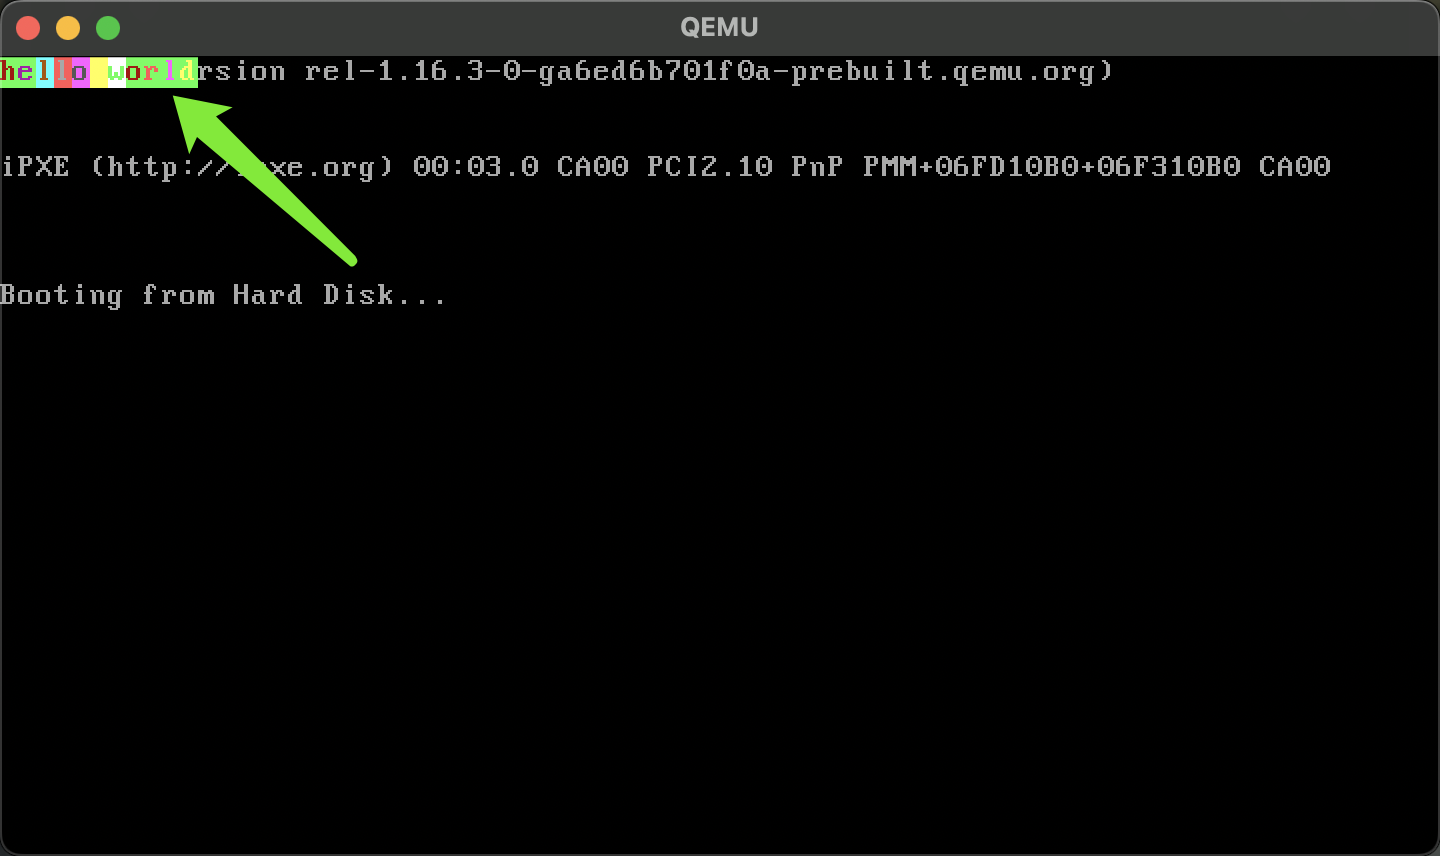 QEMU
hello worldrsion rel-1.16.3-0-ga6ed6b701f0a-prebuilt.qemu.org)
iPXE (http:// xe.org) 00:03.0 CA00 PCI2.10 PnP PMM+06FD10B0+06F310B0 CA00
Booting from Hard Disk...